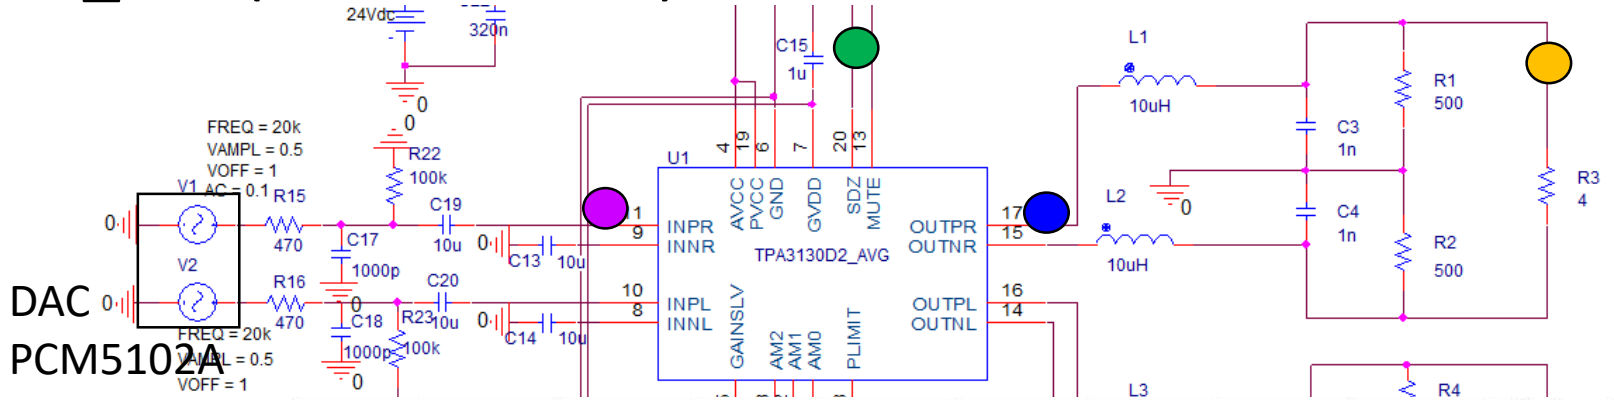 24Vdc
320n
0
FREQ = 20k
VAMPL = 0.5
VOFF = 1
AC = 0.1
V1
0
R22
100k
R15
470
C19
10u
C17
1000p
0
0
C13 10u
V2
R16
470
C20
10u
C18
1000p
0
0
R23
100k
0
C14 10u
DAC
PCM5102A
FREQ = 20k
VAMPL = 0.5
VOFF = 1
C15
1u
4
19
6
7
20
13
U1
11
9
10
8
INPR
INNR
INPL
INNL
AVCC
PVCC
GND
GVDD
SDZ
MUTE
TPA3130D2_AVG
GAINSLV
AM2
AM1
AM0
PLIMIT
OUTPR
OUTNR
OUTPL
OUTNL
17
15
16
14
L1
10uH
L2
10uH
0
C3
1n
C4
1n
R1
500
R2
500
R3
4
L3
R4